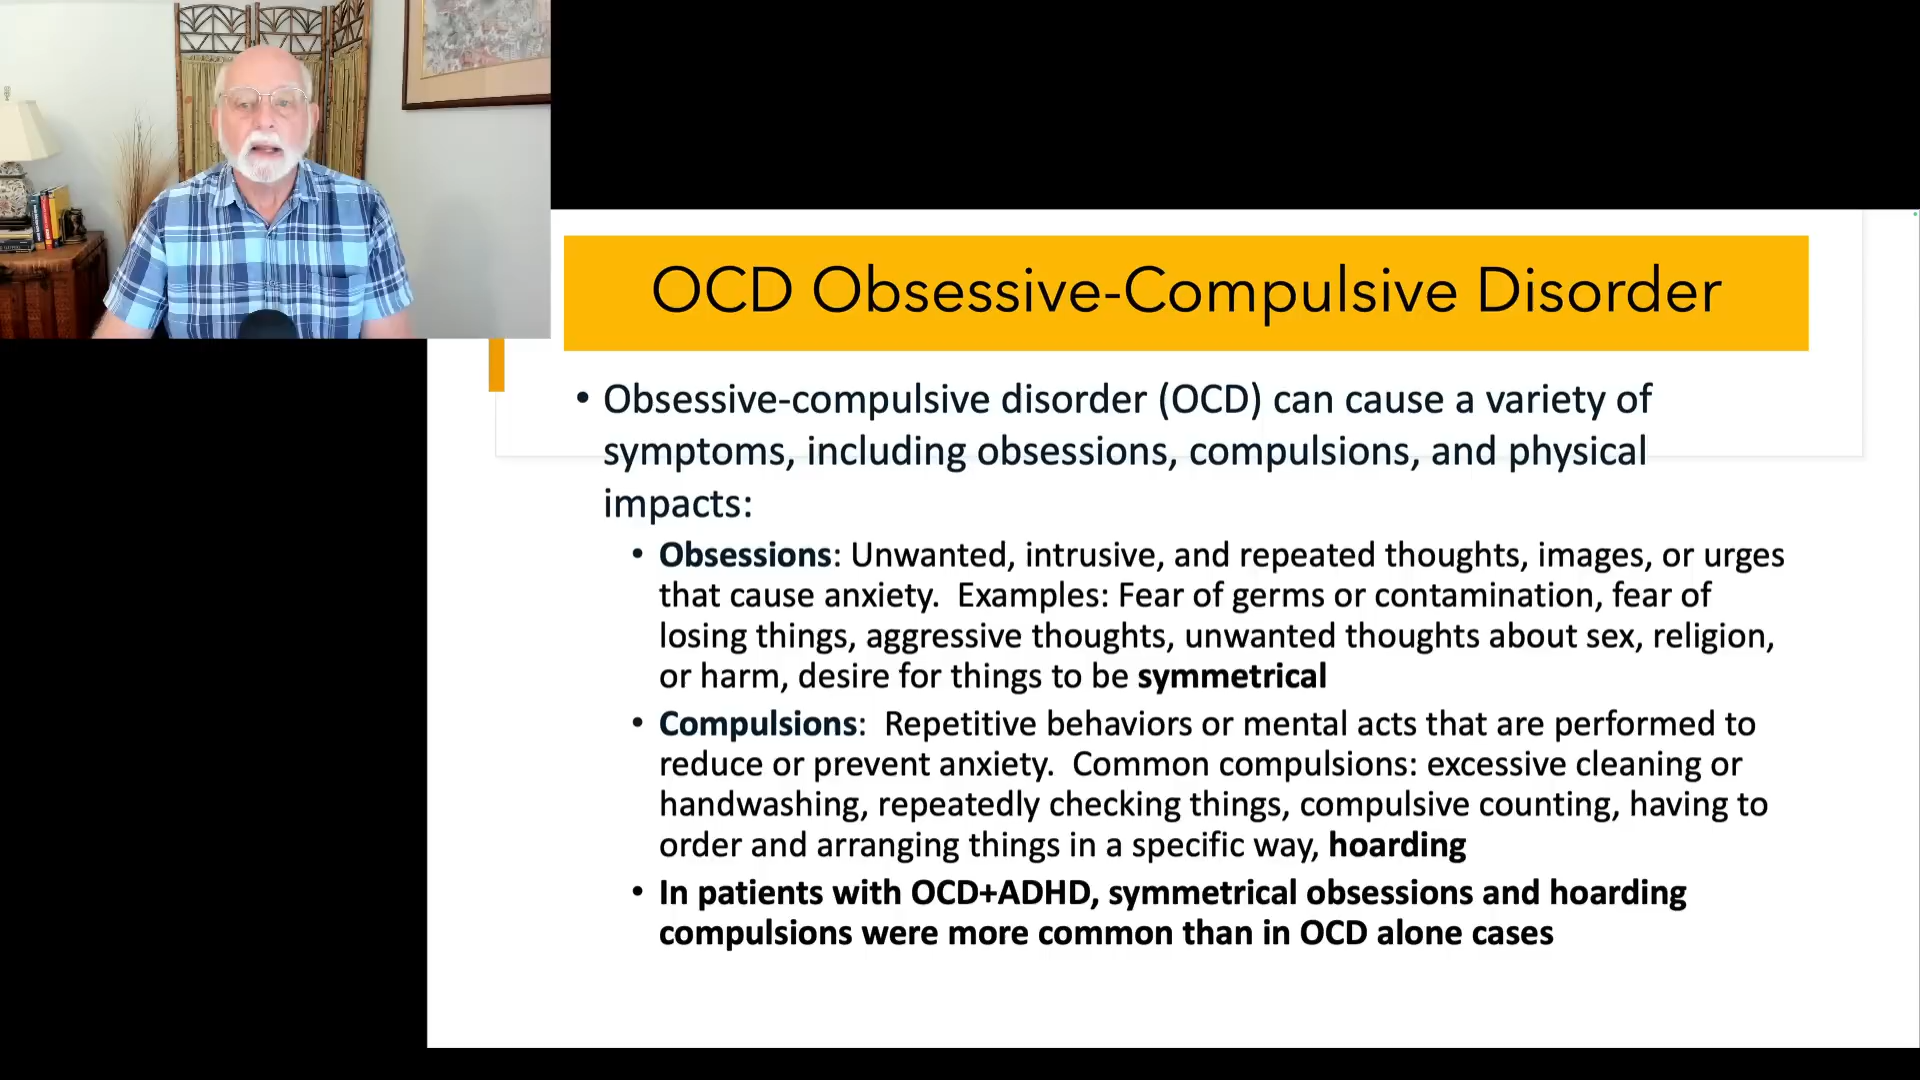 OCD Obsessive-Compulsive Disorder
• Obsessive-compulsive disorder (OCD) can cause a variety of
symptoms, including obsessions, compulsions, and physical
impacts:
• Obsessions: Unwanted, intrusive, and repeated thoughts, images, or urges
that cause anxiety.  Examples: Fear of germs or contamination, fear of
losing things, aggressive thoughts, unwanted thoughts about sex, religion,
or harm, desire for things to be symmetrical
• Compulsions:  Repetitive behaviors or mental acts that are performed to
reduce or prevent anxiety.  Common compulsions: excessive cleaning or
handwashing, repeatedly checking things, compulsive counting, having to
order and arranging things in a specific way, hoarding
• In patients with OCD+ADHD, symmetrical obsessions and hoarding
compulsions were more common than in OCD alone cases